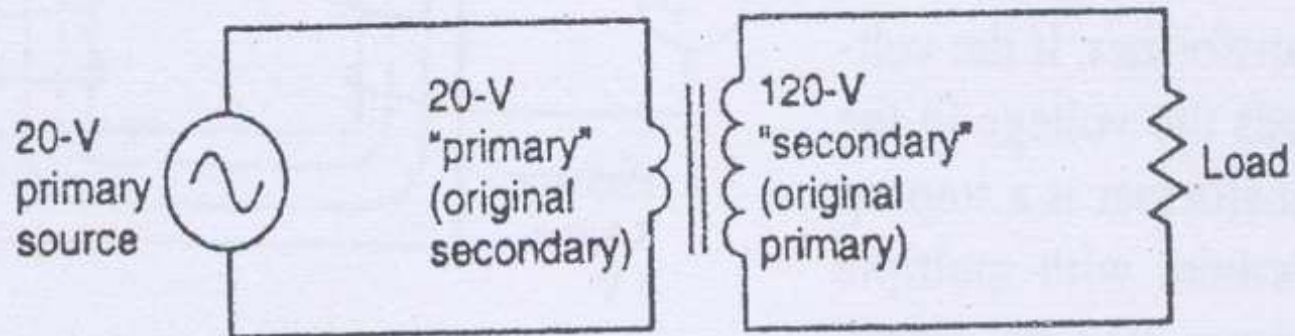 20-V
primary
source
20-V
"primary"
(original
secondary)
120-V
"secondary"
(original
primary)
Load